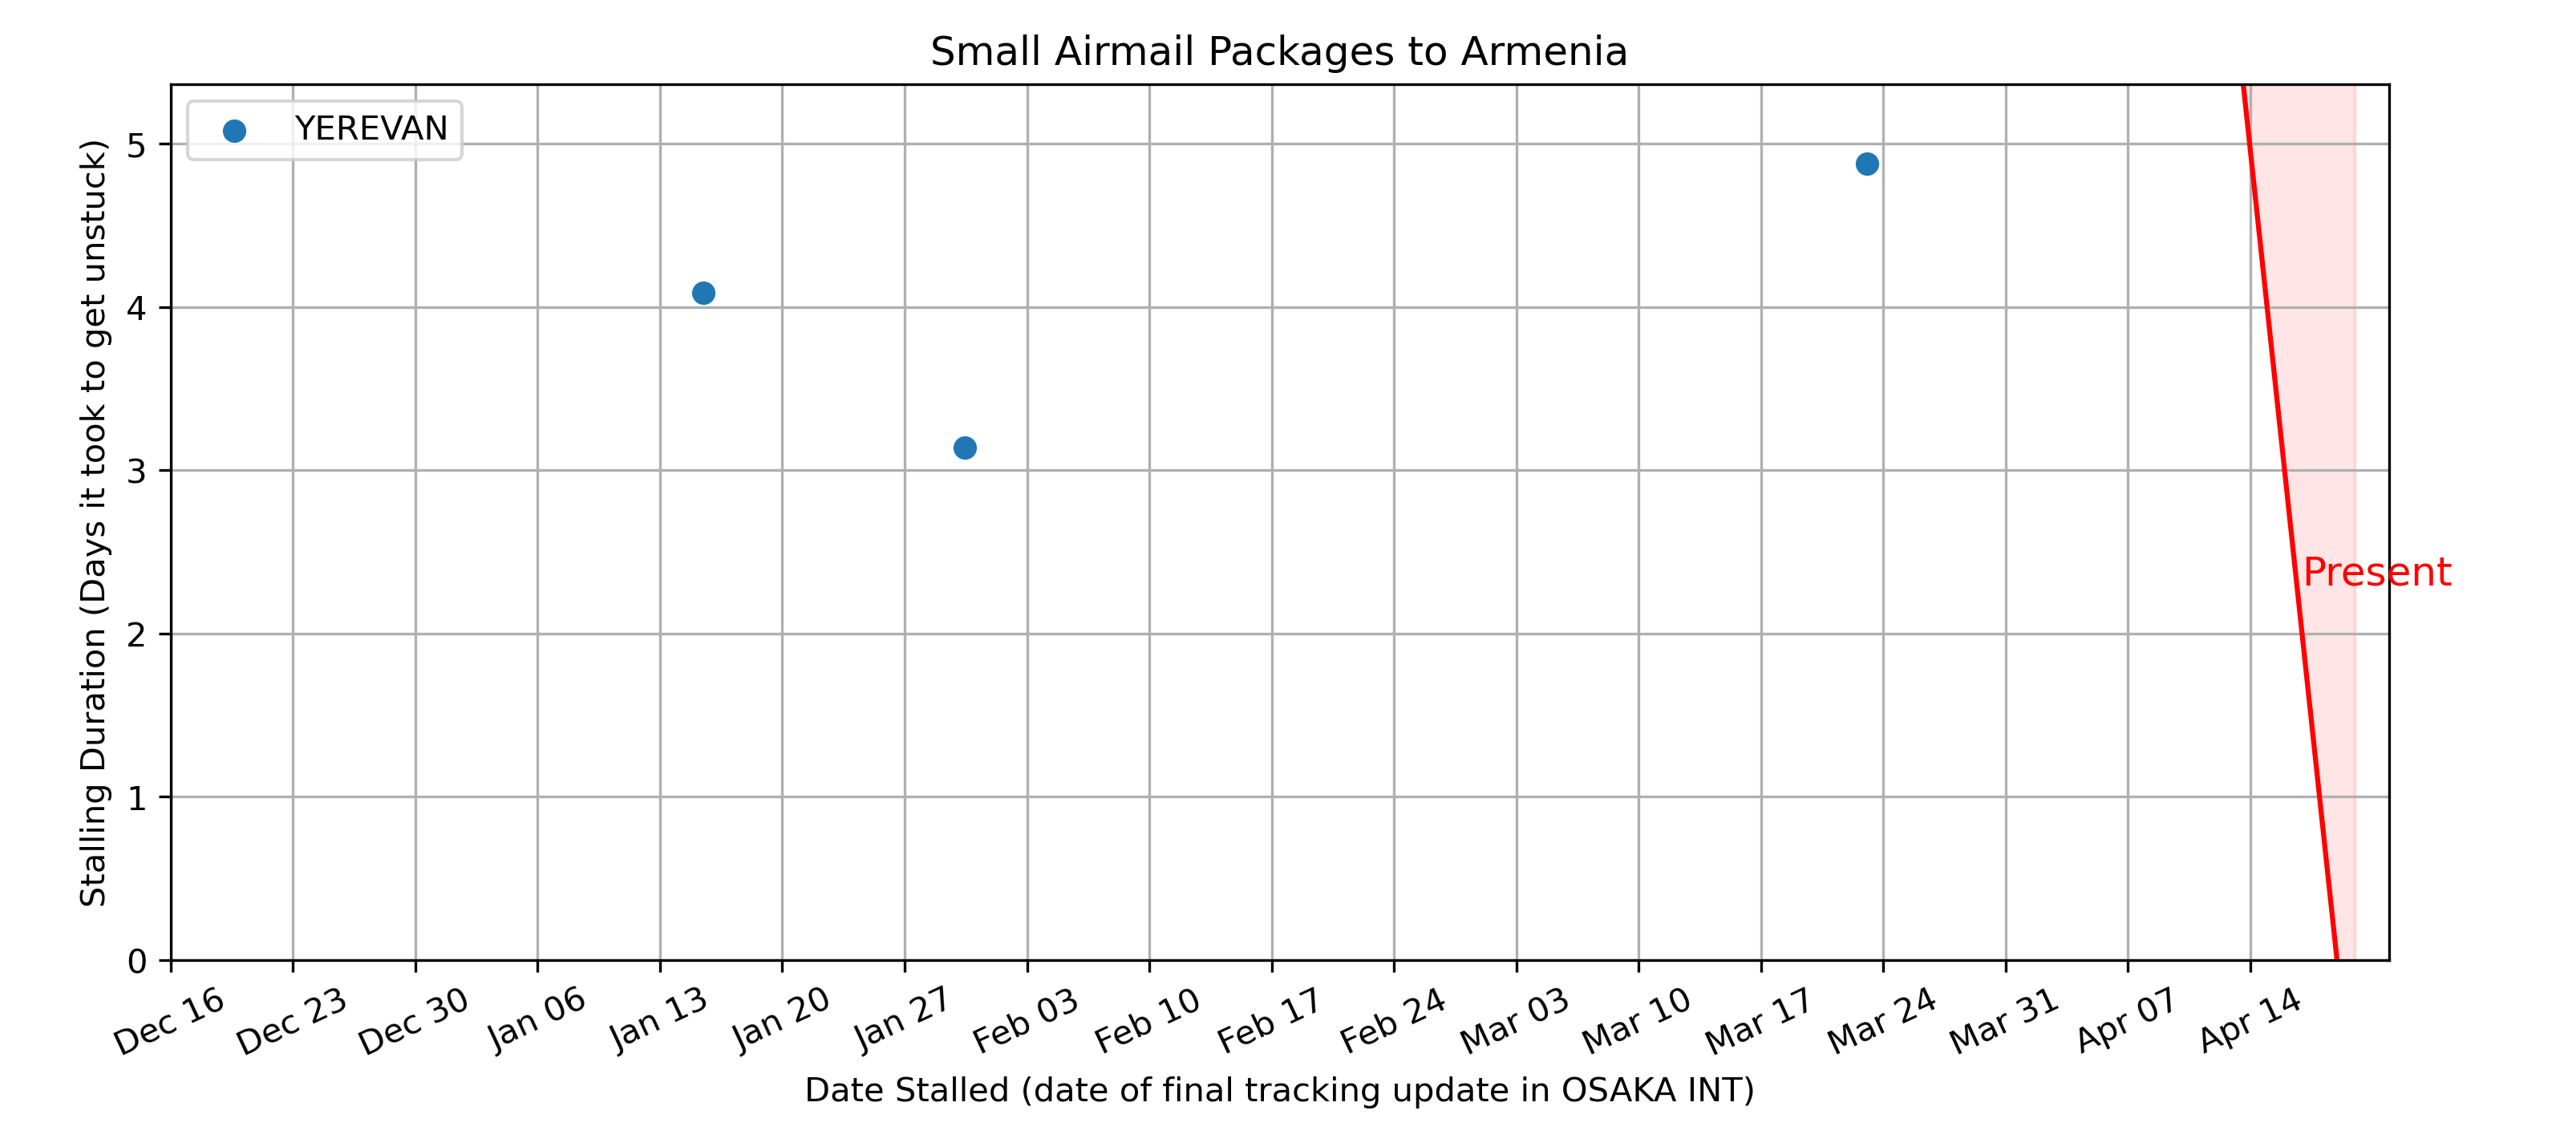 Small Airmail Packages to Armenia
YEREVAN
Stalling Duration (Days it took to get unstuck)
5
4
3
2
1
0
Present
Dec 16
Dec 23
Dec 30
Jan 06
Jan 13
Jan 20
Jan 27
Feb 03
Feb 10
Feb 17
Feb 24
Mar 03
Mar 10
Mar 17
Mar 24
Mar 31
Apr 07
Apr 14
Date Stalled (date of final tracking update in OSAKA INT)